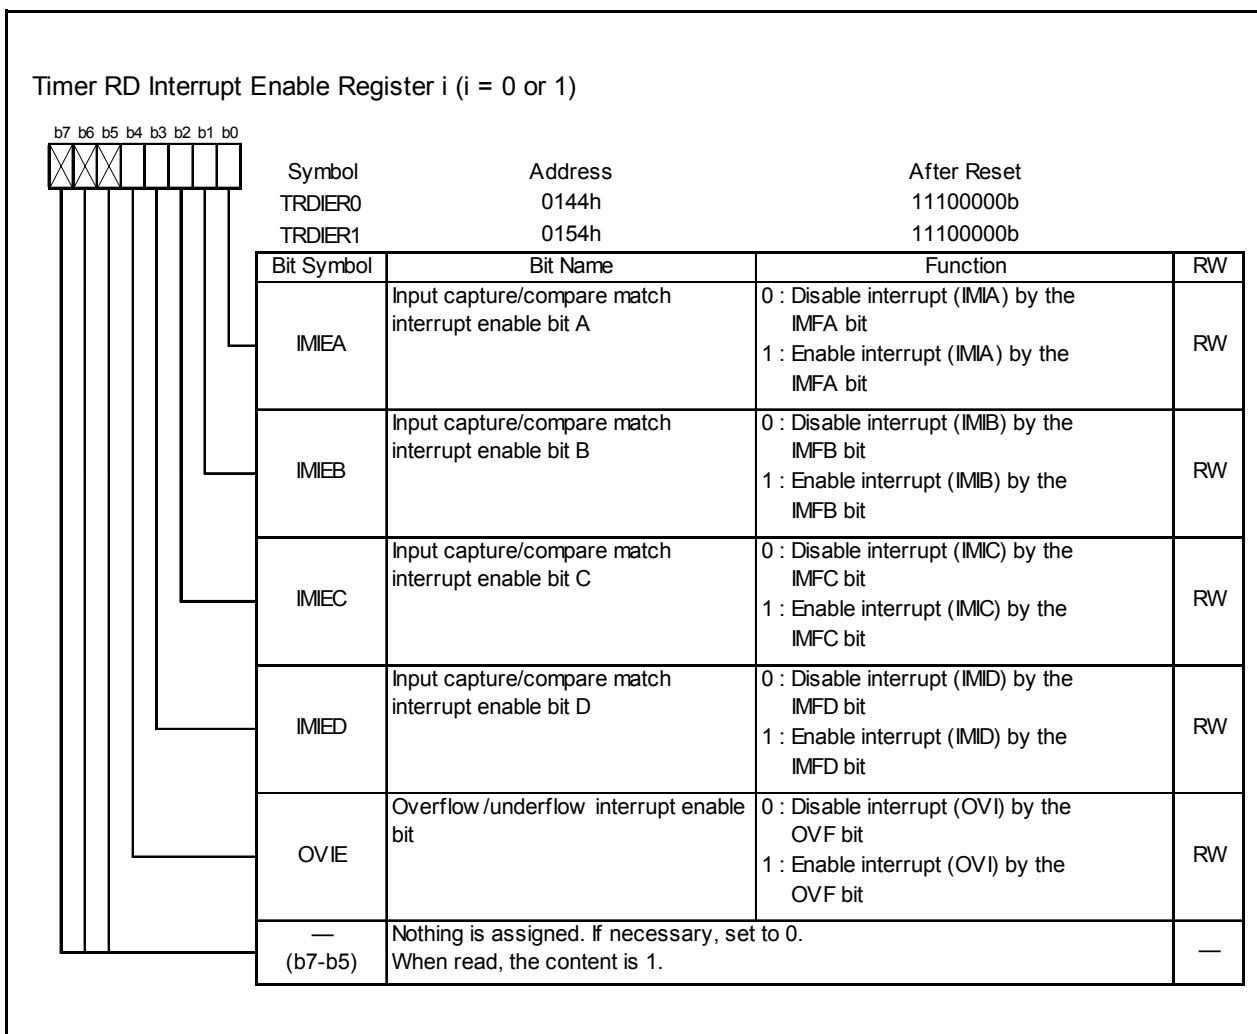 Timer RD Interrupt Enable Register i (i = 0 or 1)
b7 b6 b5 b4 b3 b2 b1 b0
Symbol Address After Reset
TRDIER0 0144h 11100000b
TRDIER1 0154h 11100000b
Bit Symbol Bit Name Function RW
IMIEA
Input capture/compare match
interrupt enable bit A
0 : Disable interrupt (IMIA) by the
IMFA bit
1 : Enable interrupt (IMIA) by the
IMFA bit
RW
IMIEB
Input capture/compare match
interrupt enable bit B
0 : Disable interrupt (IMIB) by the
IMFB bit
1 : Enable interrupt (IMIB) by the
IMFB bit
RW
IMIEC
Input capture/compare match
interrupt enable bit C
0 : Disable interrupt (IMIC) by the
IMFC bit
1 : Enable interrupt (IMIC) by the
IMFC bit
RW
IMIED
Input capture/compare match
interrupt enable bit D
0 : Disable interrupt (IMID) by the
IMFD bit
1 : Enable interrupt (IMID) by the
IMFD bit
RW
OVIE
Overflow/underflow interrupt enable
bit
0 : Disable interrupt (OVI) by the
OVF bit
1 : Enable interrupt (OVI) by the
OVF bit
RW
—
(b7-b5)
Nothing is assigned. If necessary, set to 0.
When read, the content is 1.
—